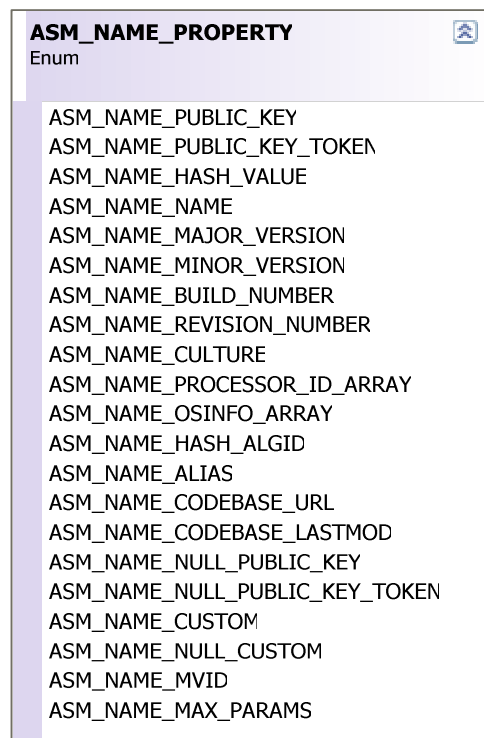 ASM_NAME_PROPERTY
Enum
ASM_NAME_PUBLIC_KEY
ASM_NAME_PUBLIC_KEY_TOKEN
ASM_NAME_HASH_VALUE
ASM_NAME_NAME
ASM_NAME_MAJOR_VERSION
ASM_NAME_MINOR_VERSION
ASM_NAME_BUILD_NUMBER
ASM_NAME_REVISION_NUMBER
ASM_NAME_CULTURE
ASM_NAME_PROCESSOR_ID_ARRAY
ASM_NAME_OSINFO_ARRAY
ASM_NAME_HASH_ALGID
ASM_NAME_ALIAS
ASM_NAME_CODEBASE_URL
ASM_NAME_CODEBASE_LASTMOD
ASM_NAME_NULL_PUBLIC_KEY
ASM_NAME_NULL_PUBLIC_KEY_TOKEN
ASM_NAME_CUSTOM
ASM_NAME_NULL_CUSTOM
ASM_NAME_MVID
ASM_NAME_MAX_PARAMS